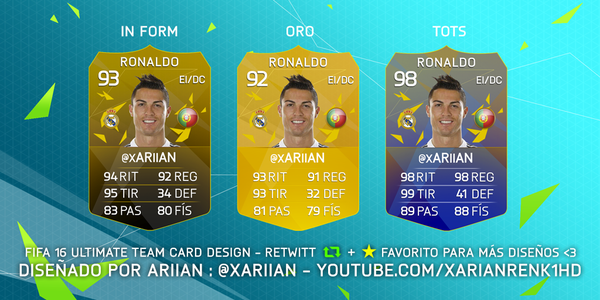 IN FORM
RONALDO
93
EI/DC
@XARIIAN
94 RIT 92 REG
95 TIR 34 DEF
83 PAS 80 FÍS
ORO
RONALDO
92
EI/DC
@XARIIAN
93 RIT 91 REG
93 TIR 32 DEF
81 PAS 79 FÍS
TOTS
RONALDO
98
EI/DC
@XARIIAN
98 RIT 98 REG
99 TIR 41 DEF
89 PAS 88 FÍS
FIFA 16 ULTIMATE TEAM CARD DESIGN - RETWITT + FAVORITO PARA MÁS DISEÑOS <3
DISEÑADO POR ARIIAN : @XARIIAN - YOUTUBE.COM/XARIANRENK1HD